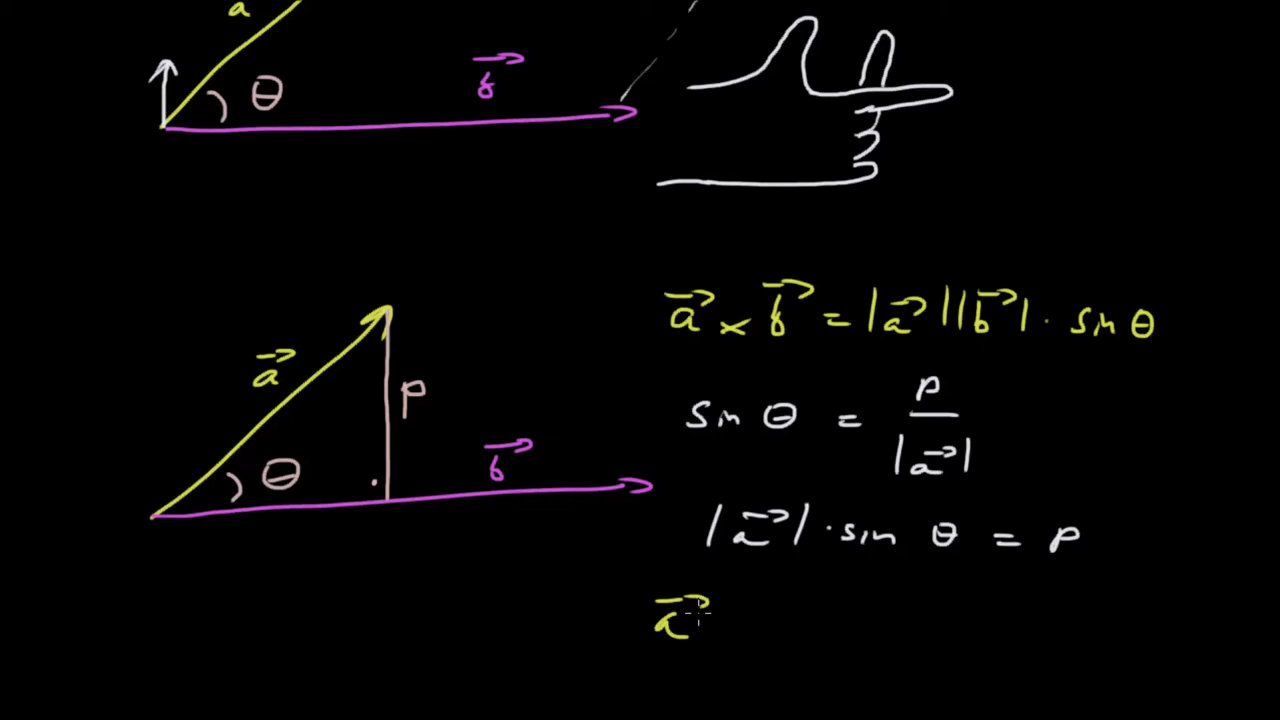 a
θ
b⃗
a⃗ × b⃗ = |a⃗||b⃗| · sin θ
a⃗
P
sin θ = P / |a⃗|
θ
b⃗
|a⃗| · sin θ = P
a⃗